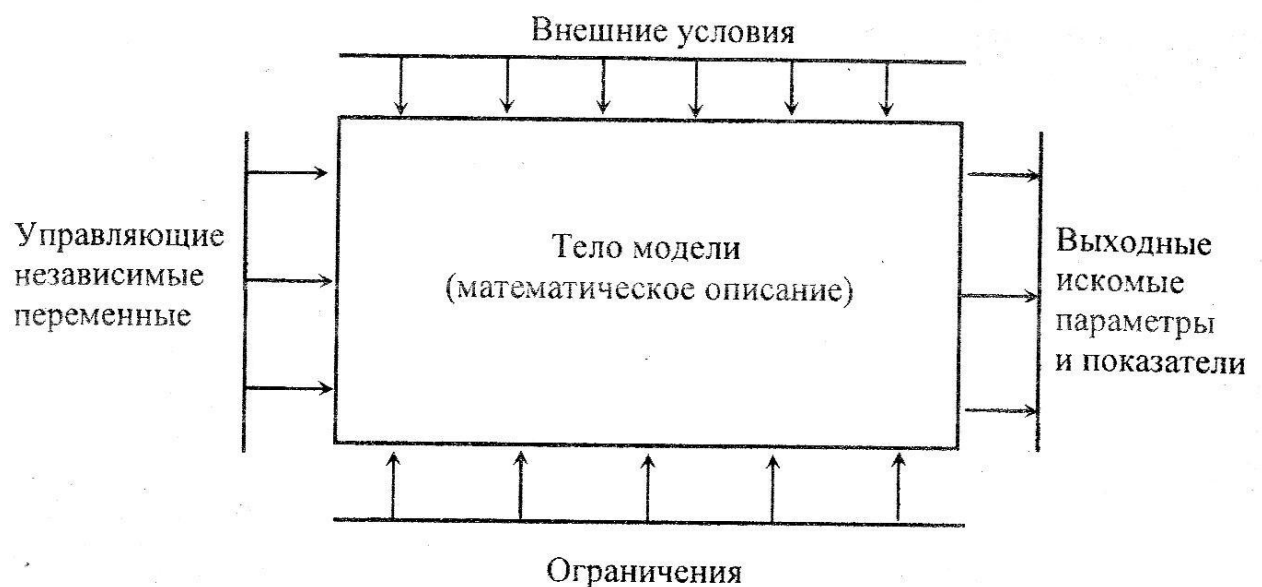 Внешние условия
Управляющие
независимые
переменные
Тело модели
(математическое описание)
Выходные
искомые
параметры
и показатели
Ограничения